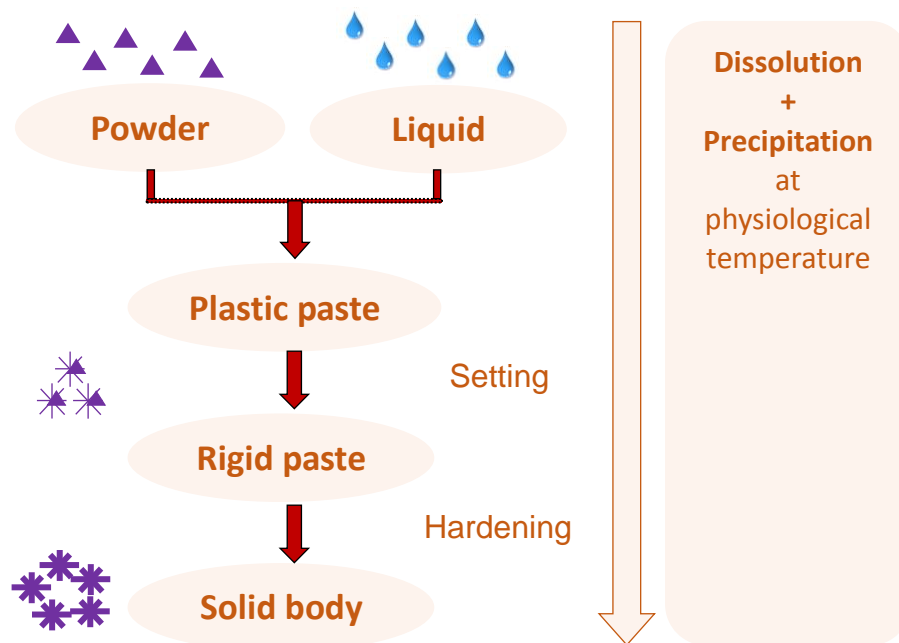 Powder
Liquid
Plastic paste
Setting
Rigid paste
Hardening
Solid body
Dissolution
+
Precipitation
at
physiological
temperature